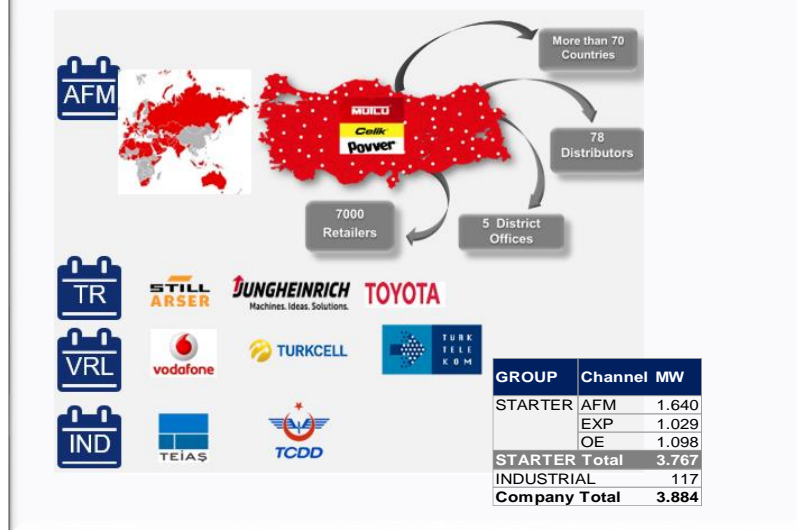 More than 70
Countries
AFM
MUTLU
Celik
Povver
78
Distributors
7000
Retailers
5 District
Offices
TR
STILL
ARSER
JUNGHEINRICH
Machines. Ideas. Solutions.
TOYOTA
VRL
vodafone
TURKCELL
TURK
TELE
KOM
IND
TEİAŞ
TCDD
GROUP Channel MW
STARTER AFM 1.640
EXP 1.029
OE 1.098
STARTER Total 3.767
INDUSTRIAL 117
Company Total 3.884